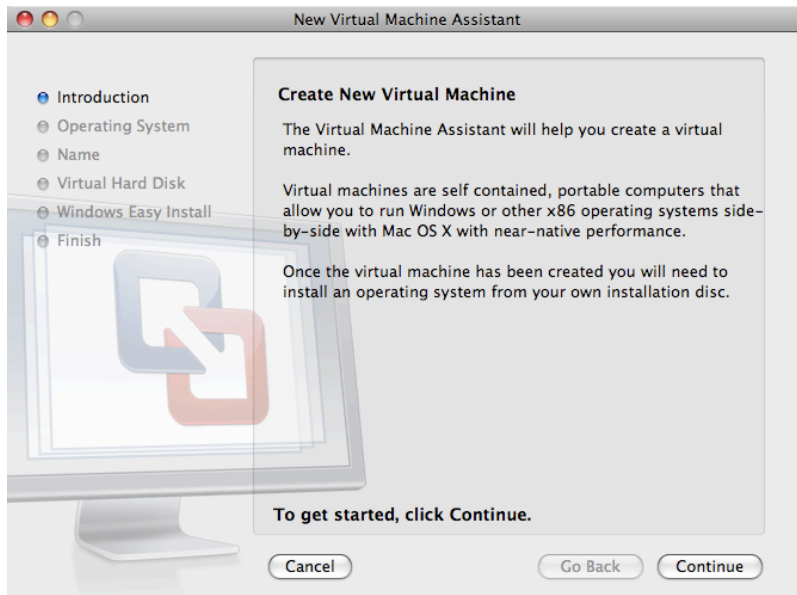 New Virtual Machine Assistant
Introduction
Operating System
Name
Virtual Hard Disk
Windows Easy Install
Finish
Create New Virtual Machine
The Virtual Machine Assistant will help you create a virtual
machine.
Virtual machines are self contained, portable computers that
allow you to run Windows or other x86 operating systems side-
by-side with Mac OS X with near-native performance.
Once the virtual machine has been created you will need to
install an operating system from your own installation disc.
To get started, click Continue.
Cancel
Go Back
Continue